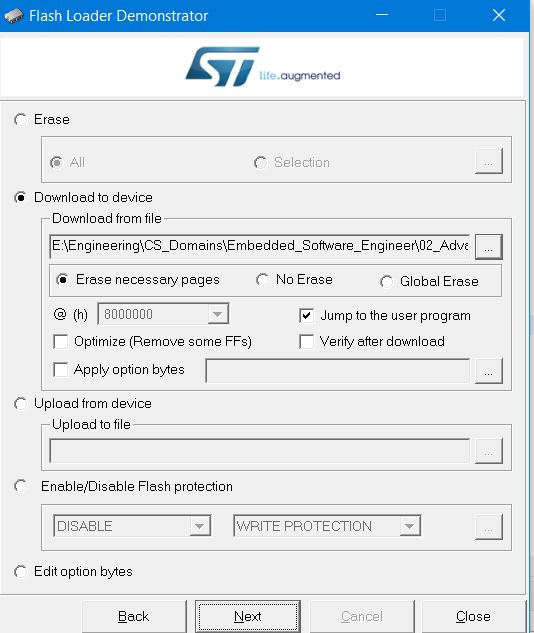 Flash Loader Demonstrator
ST life.augmented
Erase
All Selection ...
Download to device
Download from file
E:\Engineering\CS_Domains\Embedded_Software_Engineer\02_Adva ...
Erase necessary pages No Erase Global Erase
@ (h) 8000000 Jump to the user program
Optimize (Remove some FFs) Verify after download
Apply option bytes ...
Upload from device
Upload to file
...
Enable/Disable Flash protection
DISABLE WRITE PROTECTION ...
Edit option bytes
Back Next Cancel Close